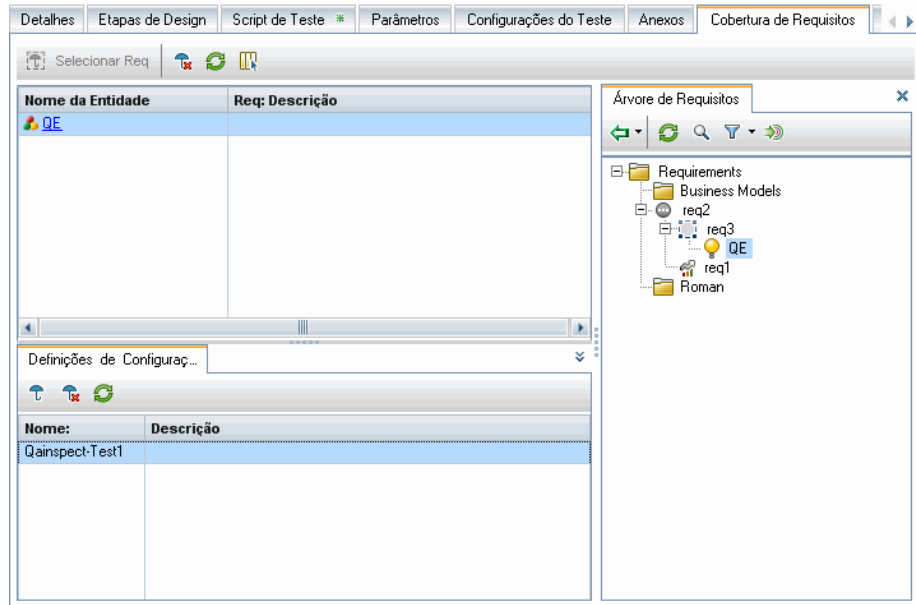 Detalhes Etapas de Design Script de Teste * Parâmetros Configurações do Teste Anexos Cobertura de Requisitos
Selecionar Req
Nome da Entidade Req: Descrição
QE
Árvore de Requisitos
Requirements
Business Models
req2
req3
QE
req1
Roman
Definições de Configuraç...
Nome: Descrição
Qainspect-Test1